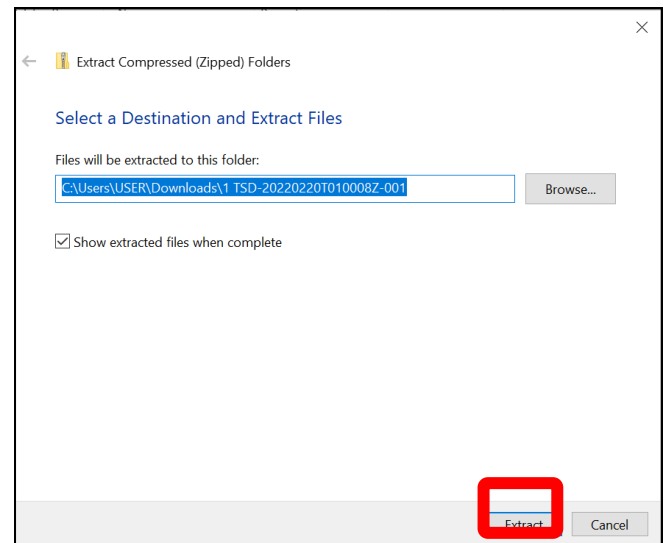 Extract Compressed (Zipped) Folders
Select a Destination and Extract Files
Files will be extracted to this folder:
C:\Users\USER\Downloads\1 TSD-20220220T010008Z-001
Browse...
Show extracted files when complete
Extract
Cancel